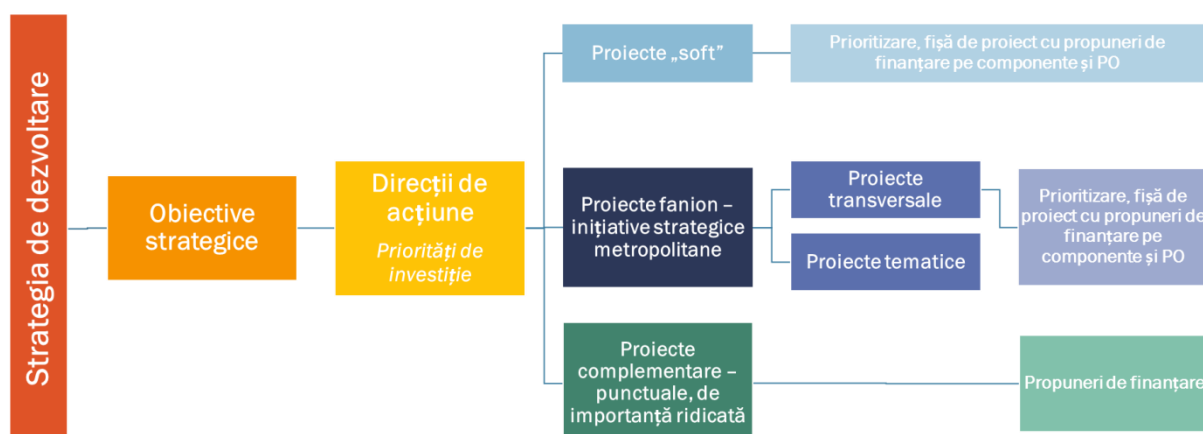 Strategia de dezvoltare
Obiective
strategice
Direcții de
acțiune
Priorități de
investiție
Proiecte „soft”
Prioritizare, fișă de proiect cu propuneri de
finanțare pe componente și PO
Proiecte fanion –
inițiative strategice
metropolitane
Proiecte
transversale
Proiecte tematice
Prioritizare, fișă de
proiect cu propuneri de
finanțare pe
componente și PO
Proiecte
complementare –
punctuale, de
importanță ridicată
Propuneri de finanțare